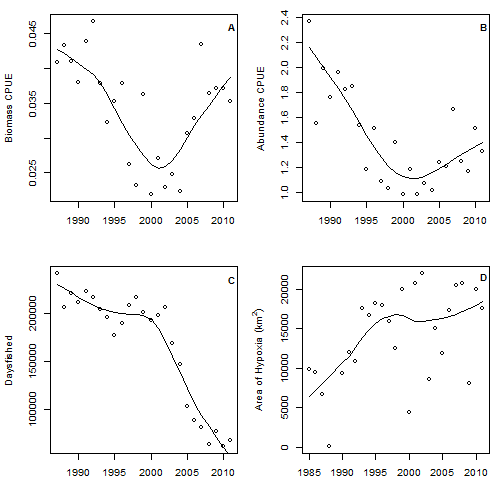 A
Biomass CPUE
0.045
0.035
0.025
1990 1995 2000 2005 2010
B
Abundance CPUE
2.4
2.2
2.0
1.8
1.6
1.4
1.2
1.0
1990 1995 2000 2005 2010
C
Daysfished
200000
150000
100000
1990 1995 2000 2005 2010
D
Area of Hypoxia (km²)
20000
150000
100000
50000
0
1985 1990 1995 2000 2005 2010